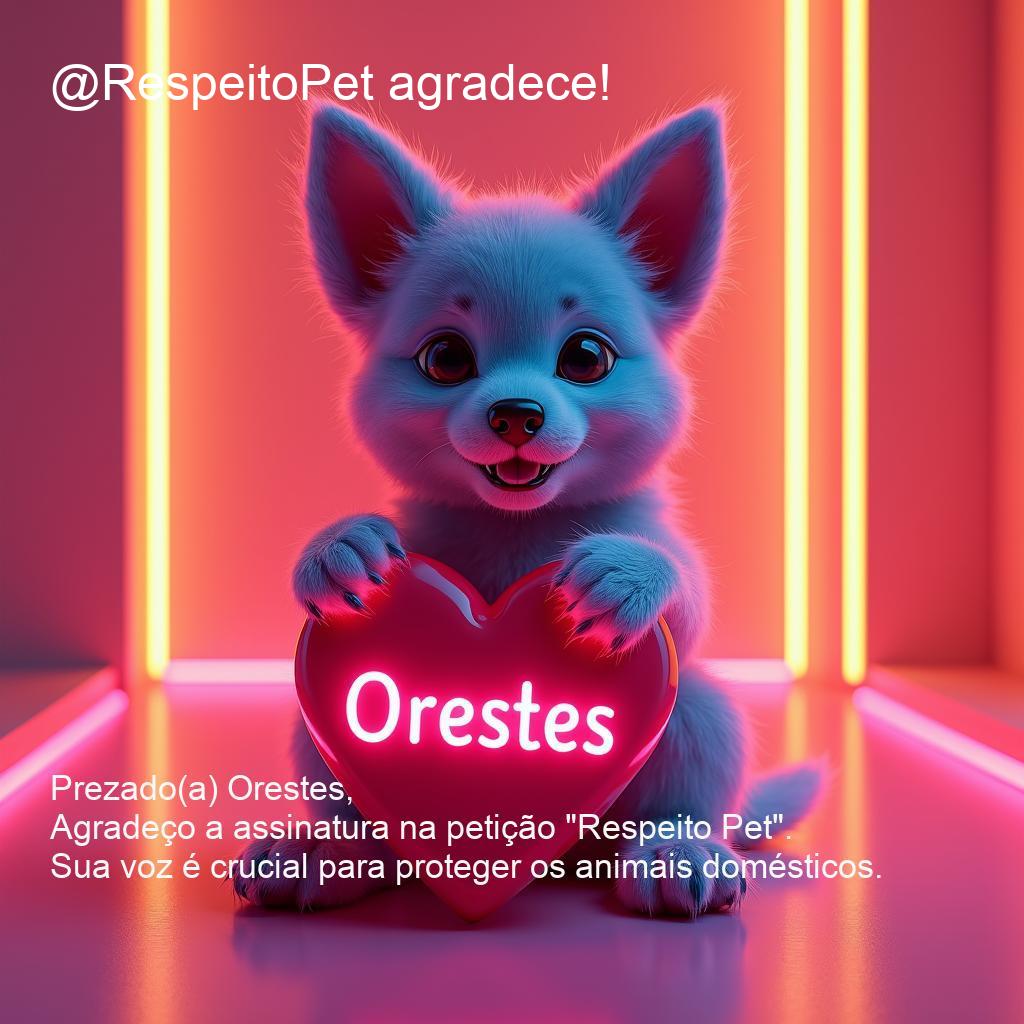 @RespeitoPet agradece!
Orestes
Prezado(a) Orestes,
Agradeço a assinatura na petição "Respeito Pet".
Sua voz é crucial para proteger os animais domésticos.